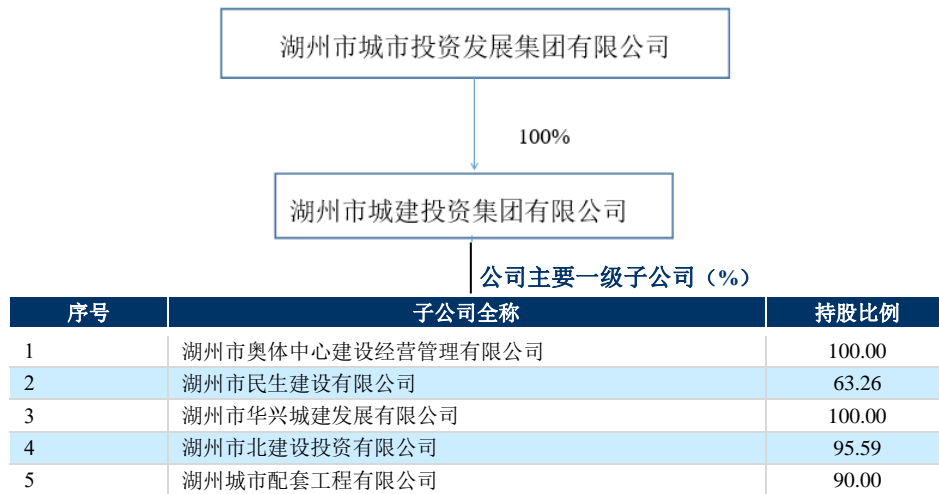 湖州市城市投资发展集团有限公司
100%
湖州市城建投资集团有限公司
公司主要一级子公司（%）
序号 子公司全称 持股比例
1 湖州市奥体中心建设经营管理有限公司 100.00
2 湖州市民生建设有限公司 63.26
3 湖州市华兴城建发展有限公司 100.00
4 湖州市北建设投资有限公司 95.59
5 湖州城市配套工程有限公司 90.00